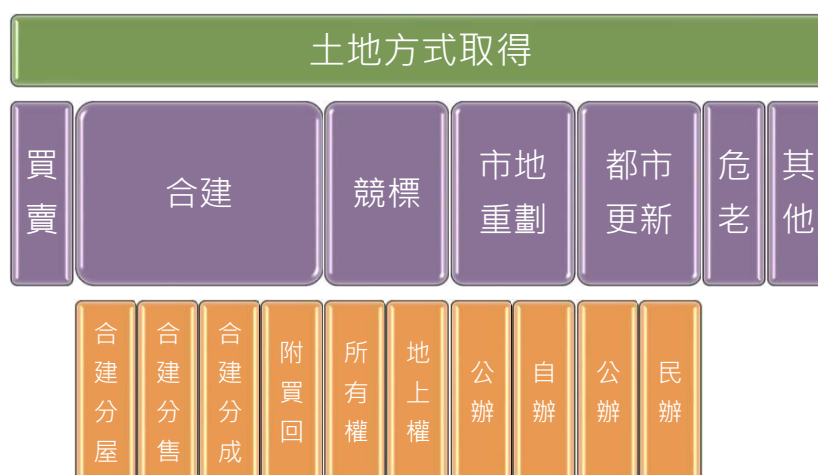 土地方式取得
買賣
合建
競標
市地
重劃
都市
更新
危老
其他
合建分屋
合建分售
合建分成
附買回
所有權
地上權
公辦
自辦
公辦
民辦